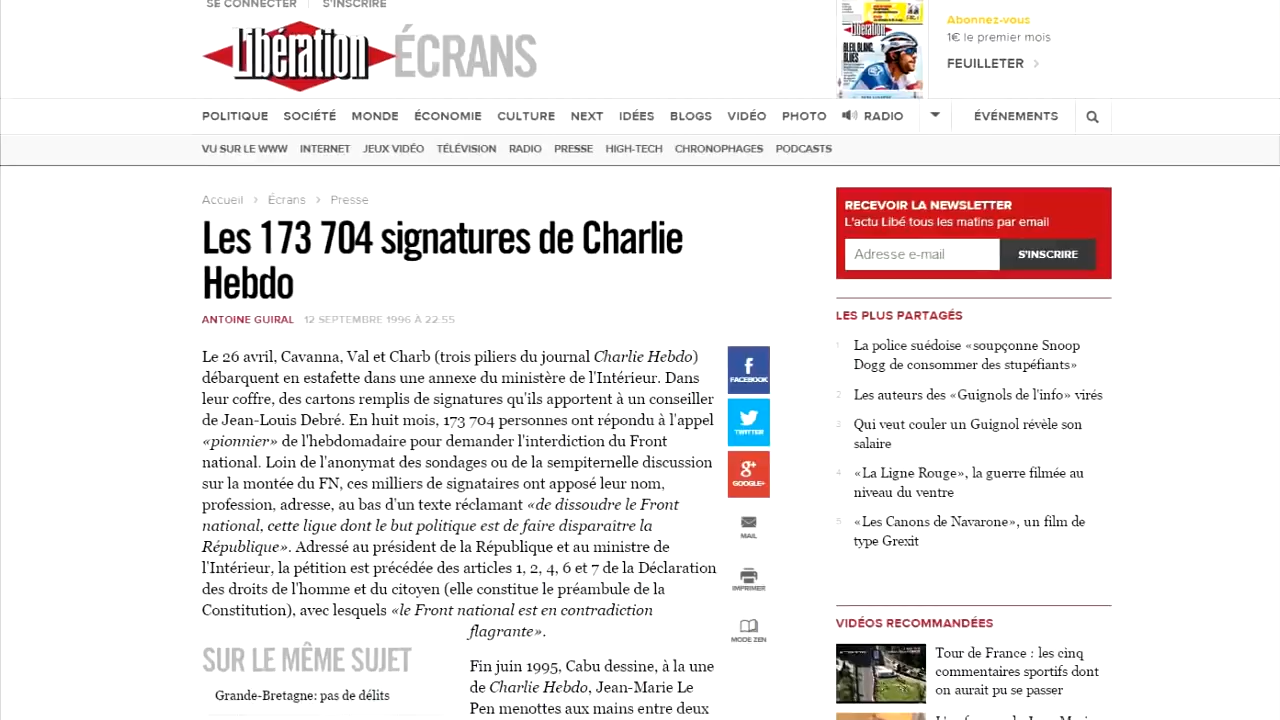 SE CONNECTER S'INSCRIRE
Libération ÉCRANS
Libération
BLEU, BLANC,
BLUES
Abonnez-vous
1€ le premier mois
FEUILLETER
POLITIQUE SOCIÉTÉ MONDE ÉCONOMIE CULTURE NEXT IDÉES BLOGS VIDÉO PHOTO RADIO ÉVÉNEMENTS
VU SUR LE WWW INTERNET JEUX VIDÉO TÉLÉVISION RADIO PRESSE HIGH-TECH CHRONOPHAGES PODCASTS
Accueil > Écrans > Presse
Les 173 704 signatures de Charlie
Hebdo
ANTOINE GUIRAL 12 SEPTEMBRE 1996 À 22:55
Le 26 avril, Cavanna, Val et Charb (trois piliers du journal Charlie Hebdo)
débarquent en estafette dans une annexe du ministère de l'Intérieur. Dans
leur coffre, des cartons remplis de signatures qu'ils apportent à un conseiller
de Jean-Louis Debré. En huit mois, 173 704 personnes ont répondu à l'appel
«pionnier» de l'hebdomadaire pour demander l'interdiction du Front
national. Loin de l'anonymat des sondages ou de la sempiternelle discussion
sur la montée du FN, ces milliers de signataires ont apposé leur nom,
profession, adresse, au bas d'un texte réclamant «de dissoudre le Front
national, cette ligue dont le but politique est de faire disparaitre la
République». Adressé au président de la République et au ministre de
l'Intérieur, la pétition est précédée des articles 1, 2, 4, 6 et 7 de la Déclaration
des droits de l'homme et du citoyen (elle constitue le préambule de la
Constitution), avec lesquels «le Front national est en contradiction
flagrante».
SUR LE MÊME SUJET
Grande-Bretagne: pas de délits
Fin juin 1995, Cabu dessine, à la une
de Charlie Hebdo, Jean-Marie Le
Pen menottes aux mains entre deux
FACEBOOK
TWITTER
GOOGLE+
MAIL
IMPRIMER
MODE ZEN
RECEVOIR LA NEWSLETTER
L'actu Libé tous les matins par email
Adresse e-mail S'INSCRIRE
LES PLUS PARTAGÉS
1 La police suédoise «soupçonne Snoop
Dogg de consommer des stupéfiants»
2 Les auteurs des «Guignols de l'info» virés
3 Qui veut couler un Guignol révèle son
salaire
4 «La Ligne Rouge», la guerre filmée au
niveau du ventre
5 «Les Canons de Navarone», un film de
type Grexit
VIDÉOS RECOMMANDÉES
Tour de France : les cinq
commentaires sportifs dont
on aurait pu se passer